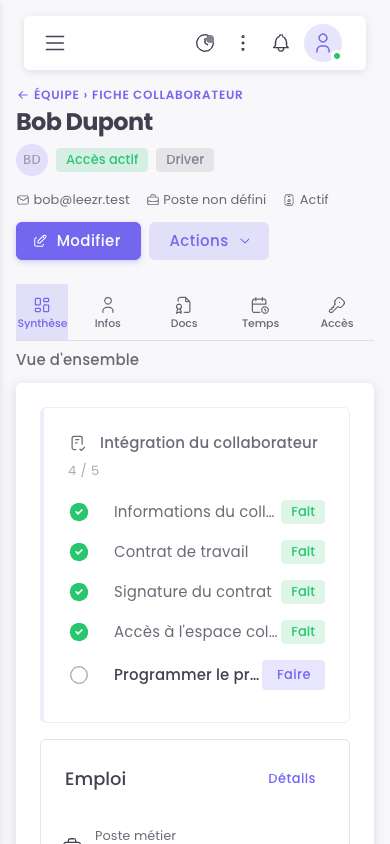 ← ÉQUIPE › FICHE COLLABORATEUR
Bob Dupont
BD Accès actif Driver
bob@leezr.test Poste non défini Actif
Modifier Actions
Synthèse Infos Docs Temps Accès
Vue d'ensemble
Intégration du collaborateur
4 / 5
Informations du coll... Fait
Contrat de travail Fait
Signature du contrat Fait
Accès à l'espace col... Fait
Programmer le pr... Faire
Emploi Détails
Poste métier